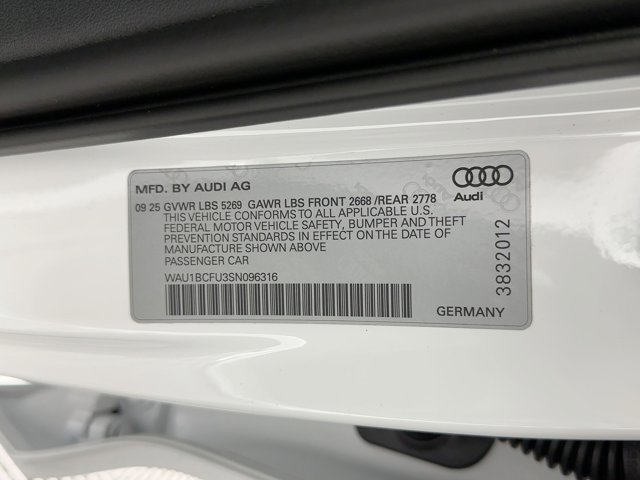 MFD. BY AUDI AG
09 25 GVWR LBS 5269 GAWR LBS FRONT 2668 /REAR 2778
THIS VEHICLE CONFORMS TO ALL APPLICABLE U.S.
FEDERAL MOTOR VEHICLE SAFETY, BUMPER AND THEFT
PREVENTION STANDARDS IN EFFECT ON THE DATE OF
MANUFACTURE SHOWN ABOVE
PASSENGER CAR
WAU1BCFU3SN096316
Audi
3832012
GERMANY